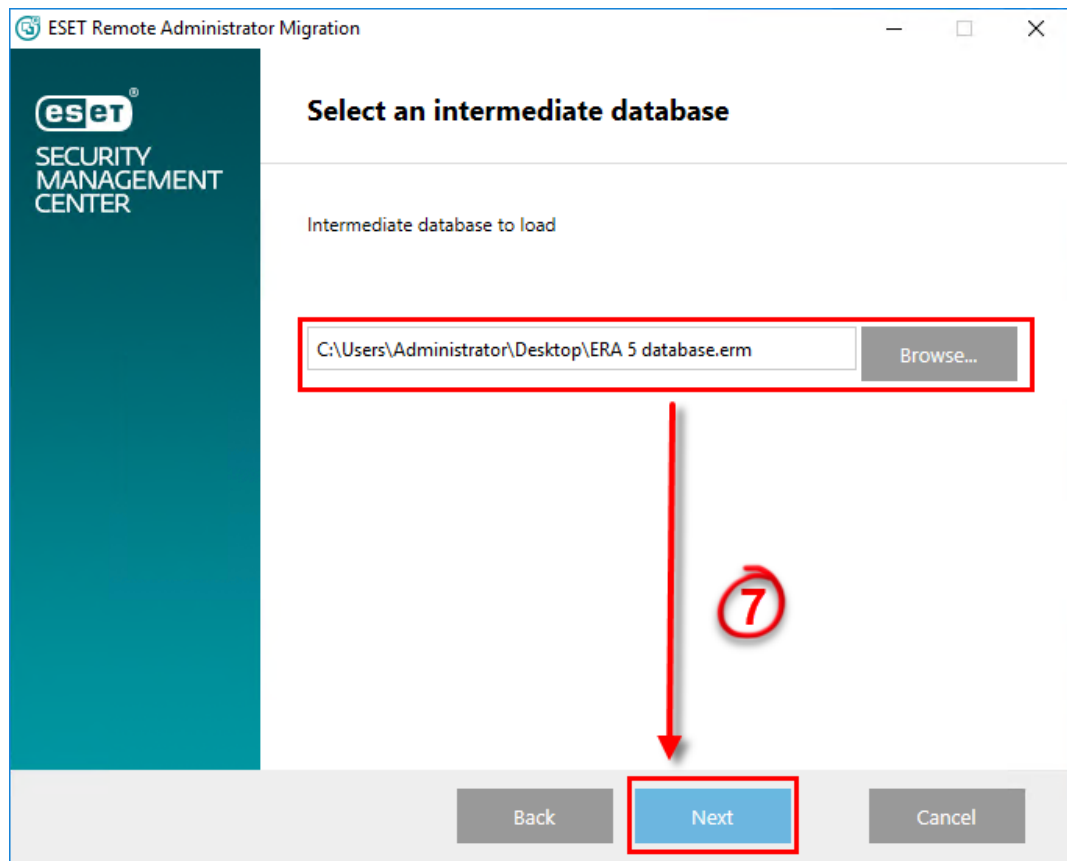 ESET Remote Administrator Migration
eset®
SECURITY
MANAGEMENT
CENTER
Select an intermediate database
Intermediate database to load
C:\Users\Administrator\Desktop\ERA 5 database.erm
Browse...
7
Back
Next
Cancel